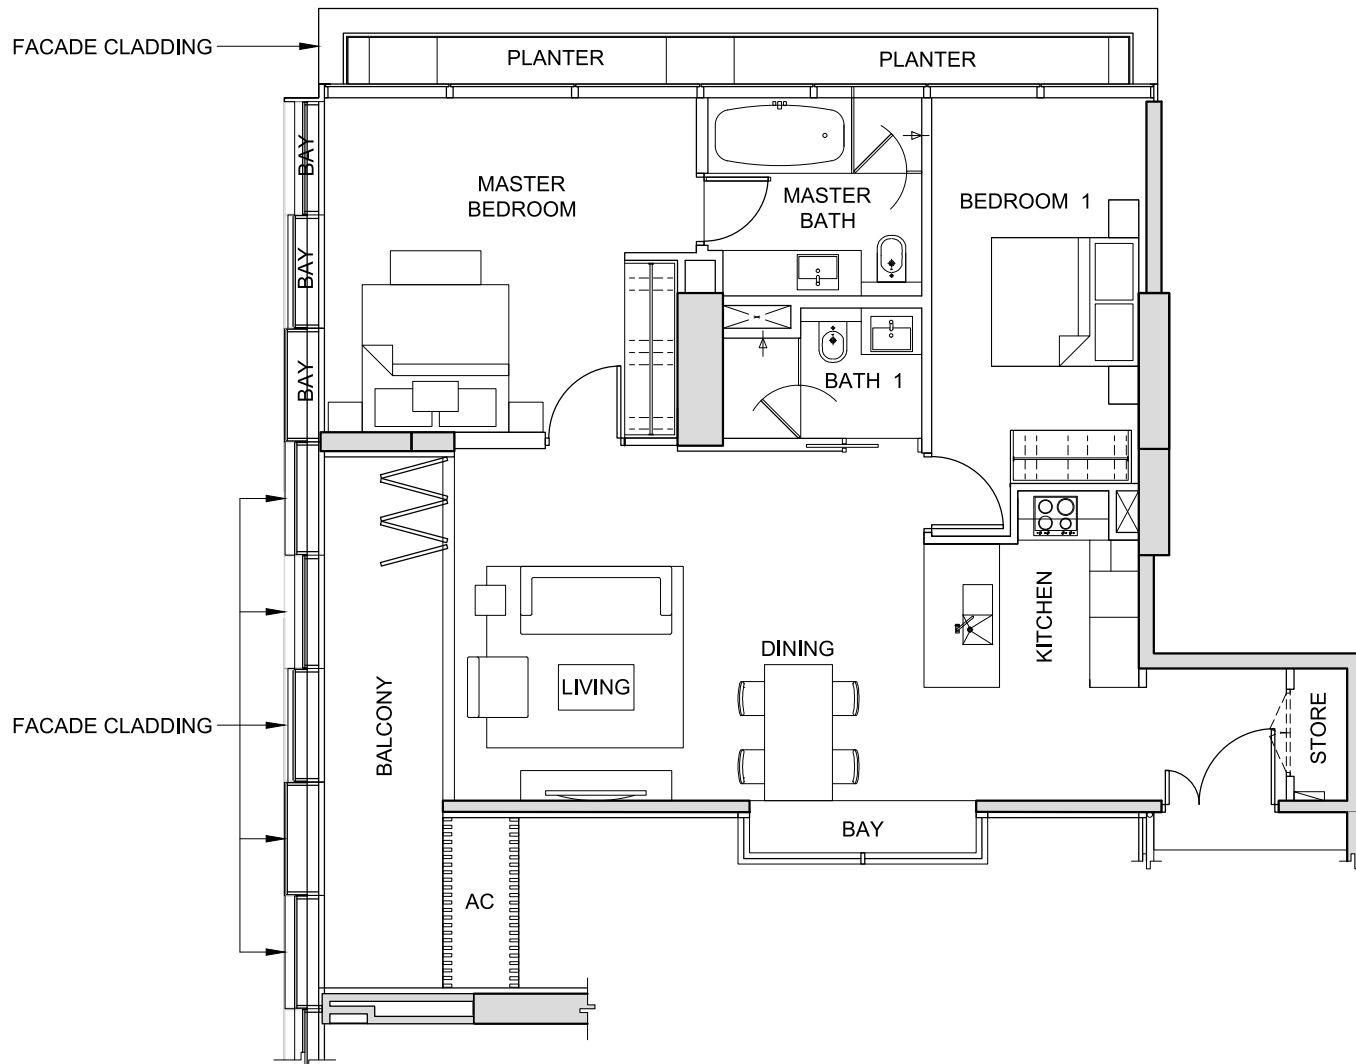 FACADE CLADDING
PLANTER
PLANTER
BAY
MASTER
BEDROOM
MASTER
BATH
BEDROOM 1
BAY
BAY
BATH 1
KITCHEN
DINING
LIVING
BALCONY
FACADE CLADDING
STORE
BAY
AC